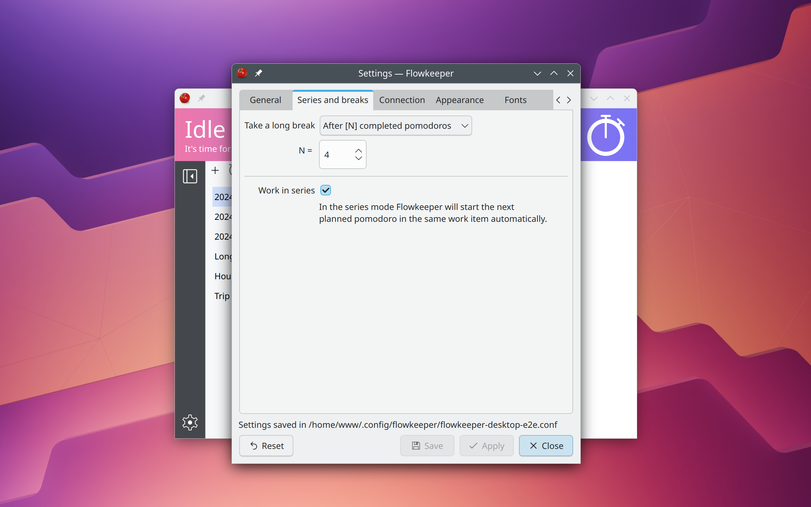 Settings — Flowkeeper
General Series and breaks Connection Appearance Fonts
Take a long break After [N] completed pomodoros
N = 4
Work in series
In the series mode Flowkeeper will start the next
planned pomodoro in the same work item automatically.
Settings saved in /home/www/.config/flowkeeper/flowkeeper-desktop-e2e.conf
Reset Save Apply Close
Idle
It's time for
2024
2024
2024
Long
Hou
Trip